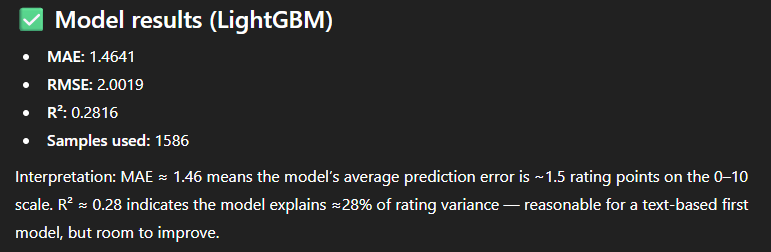 ✅ Model results (LightGBM)
• MAE: 1.4641
• RMSE: 2.0019
• R²: 0.2816
• Samples used: 1586
Interpretation: MAE ≈ 1.46 means the model’s average prediction error is ~1.5 rating points on the 0–10
scale. R² ≈ 0.28 indicates the model explains ≈28% of rating variance — reasonable for a text-based first
model, but room to improve.